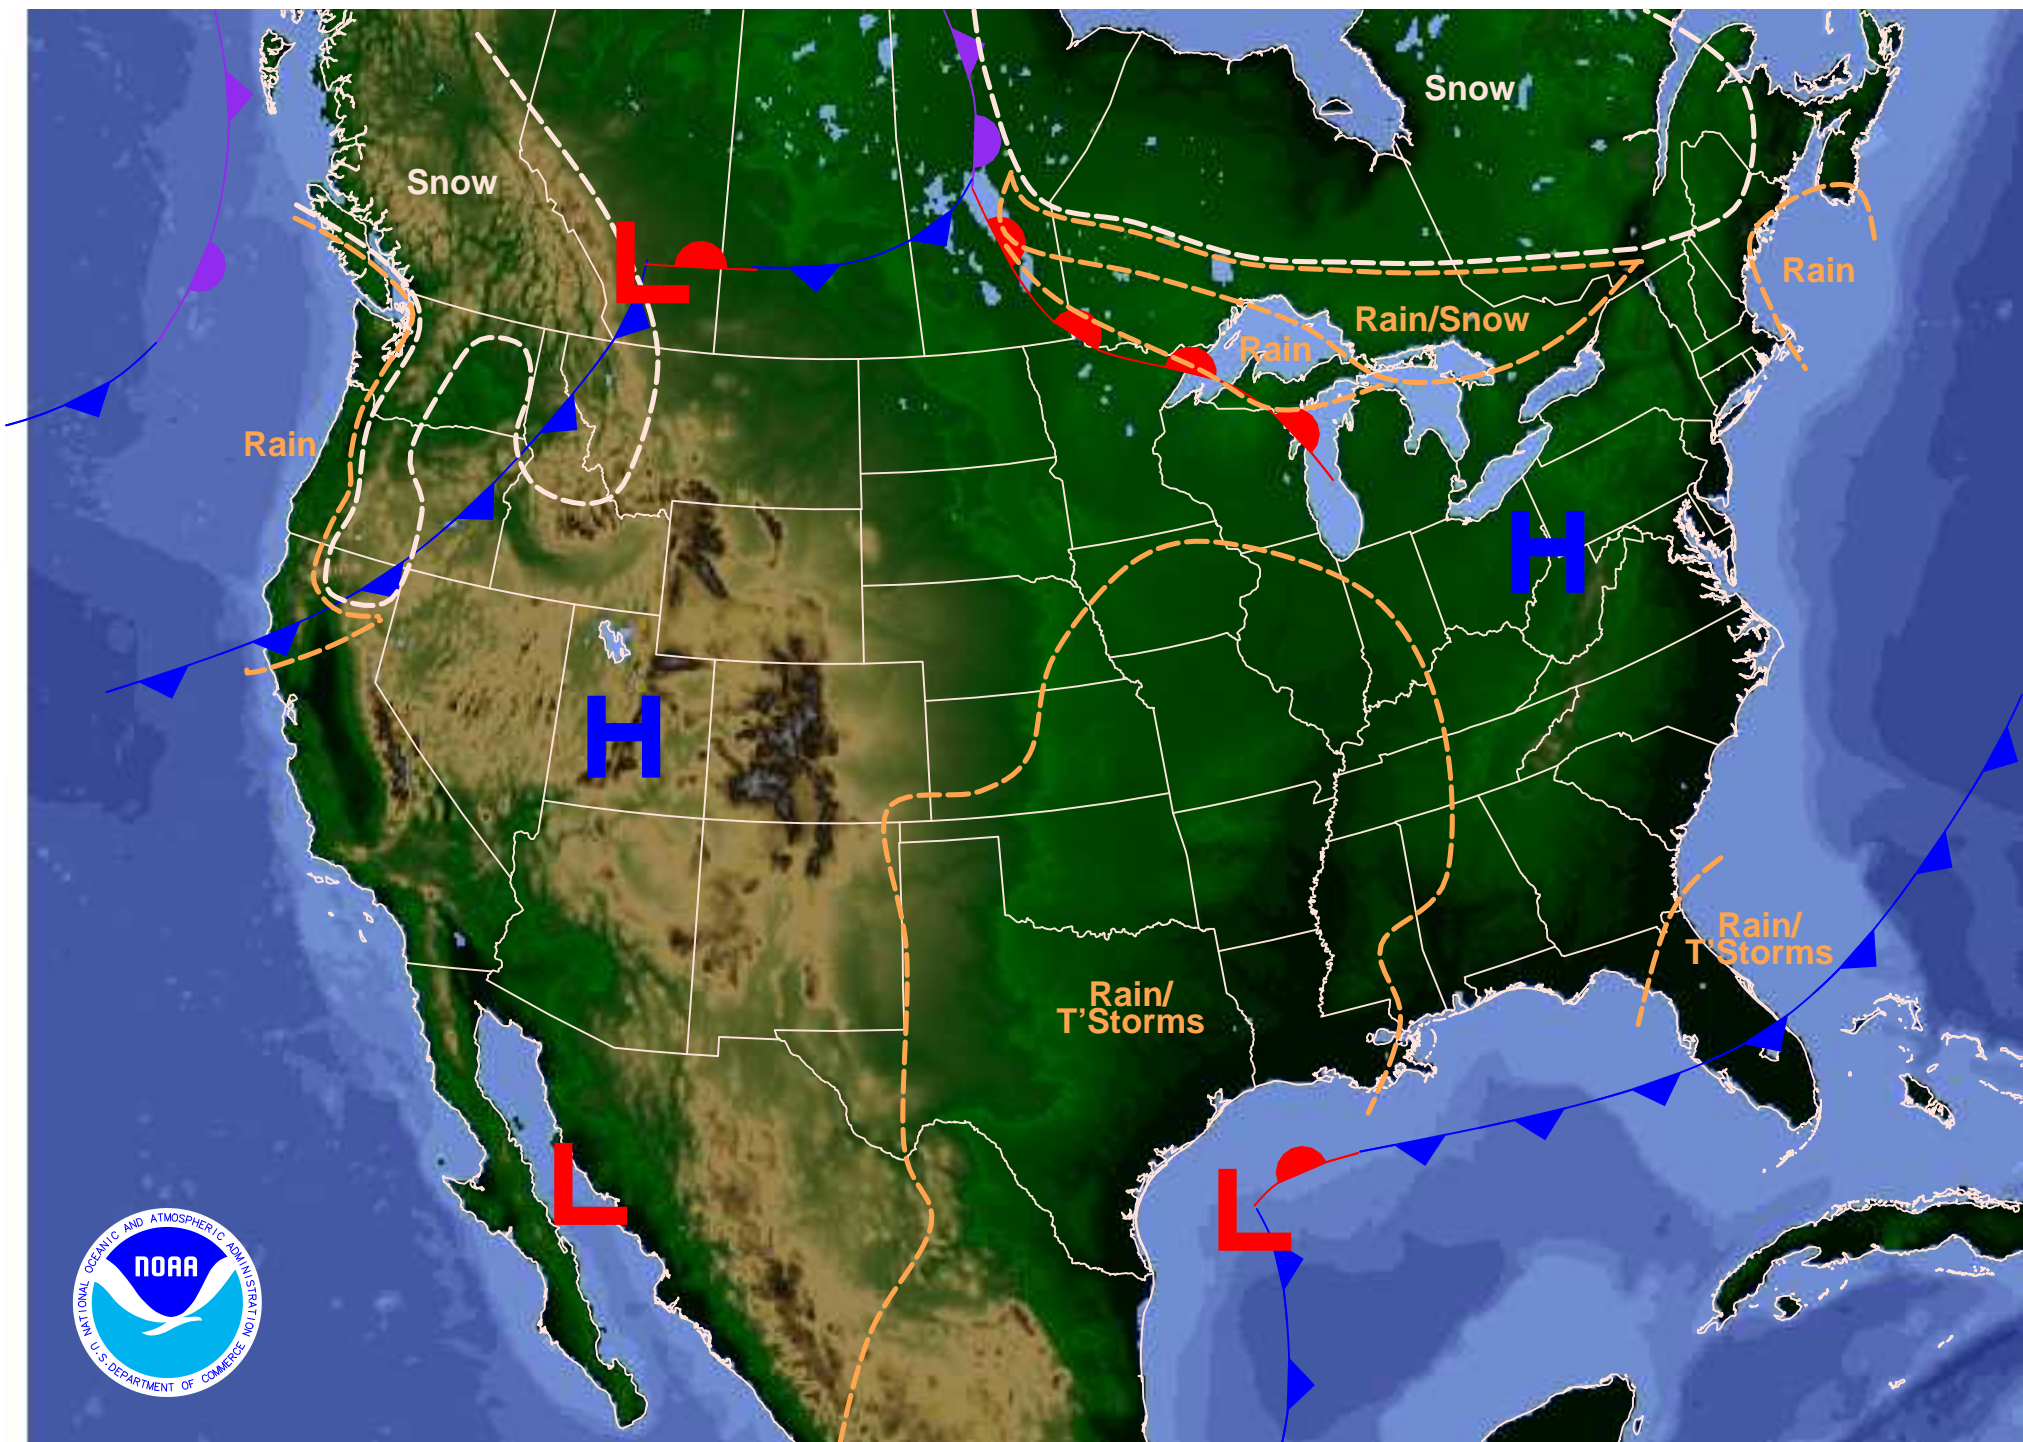 Snow
Snow
L
Rain
Rain/Snow
Rain
Rain
H
H
Rain/
T'Storms
Rain/
T'Storms
L
L
NATIONAL OCEANIC AND ATMOSPHERIC ADMINISTRATION
NOAA
U.S. DEPARTMENT OF COMMERCE